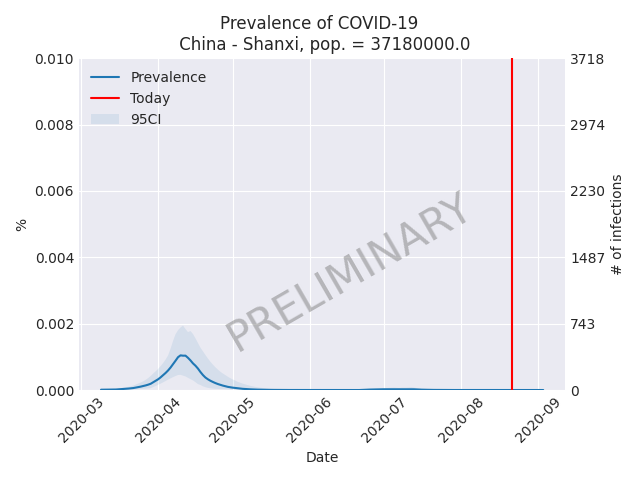 Prevalence of COVID-19
China - Shanxi, pop. = 37180000.0
0.010
0.008
0.006
0.004
0.002
0.000
%
Prevalence
Today
95CI
PRELIMINARY
3718
2974
2230
1487
743
0
# of infections
2020-03
2020-04
2020-05
2020-06
2020-07
2020-08
2020-09
Date